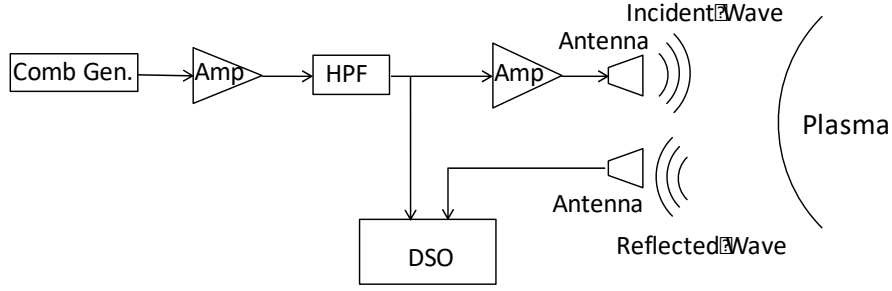 Incident⍰Wave
Antenna
Comb Gen.
Amp
HPF
Amp
Plasma
Antenna
Reflected⍰Wave
DSO